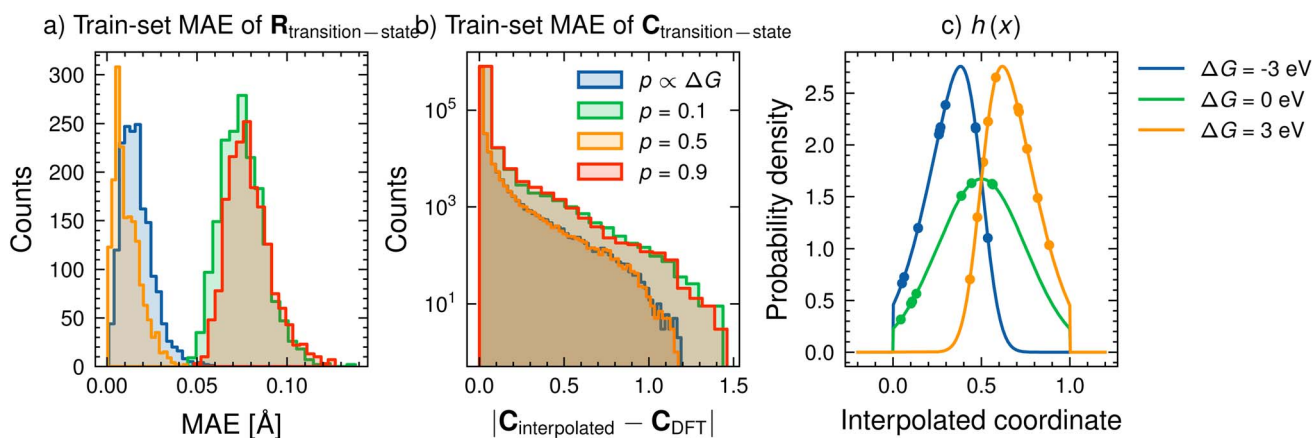 a) Train-set MAE of R_transition−state
Counts
300
250
200
150
100
50
0
0.00
0.05
0.10
MAE [Å]
b) Train-set MAE of C_transition−state
Counts
10^5
10^3
10^1
p ∝ ΔG
p = 0.1
p = 0.5
p = 0.9
0.0
0.5
1.0
1.5
|C_interpolated − C_DFT|
c) h(x)
Probability density
2.5
2.0
1.5
1.0
0.5
0.0
0.0
0.5
1.0
Interpolated coordinate
ΔG = -3 eV
ΔG = 0 eV
ΔG = 3 eV